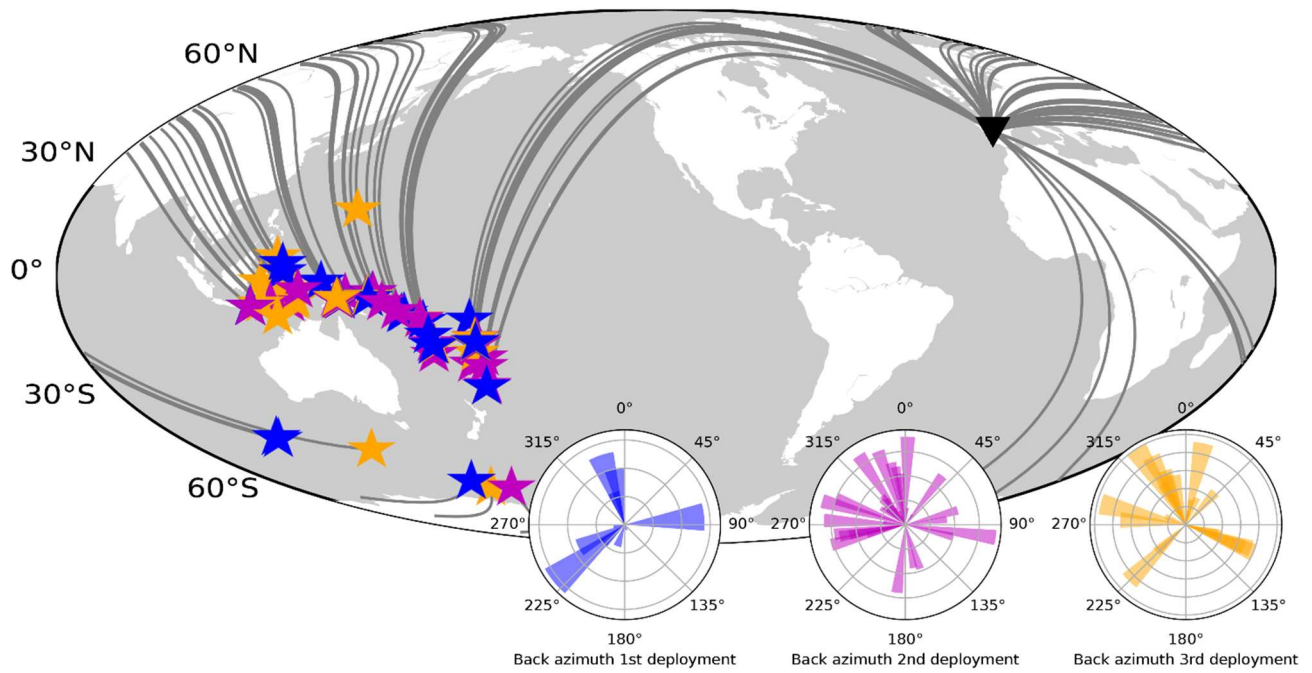 60°N
30°N
0°
30°S
60°S
0° 0° 0°
315° 45° 315° 45° 315° 45°
270° 90° 270° 90° 270° 90°
225° 135° 225° 135° 225° 135°
180° 180° 180°
Back azimuth 1st deployment Back azimuth 2nd deployment Back azimuth 3rd deployment